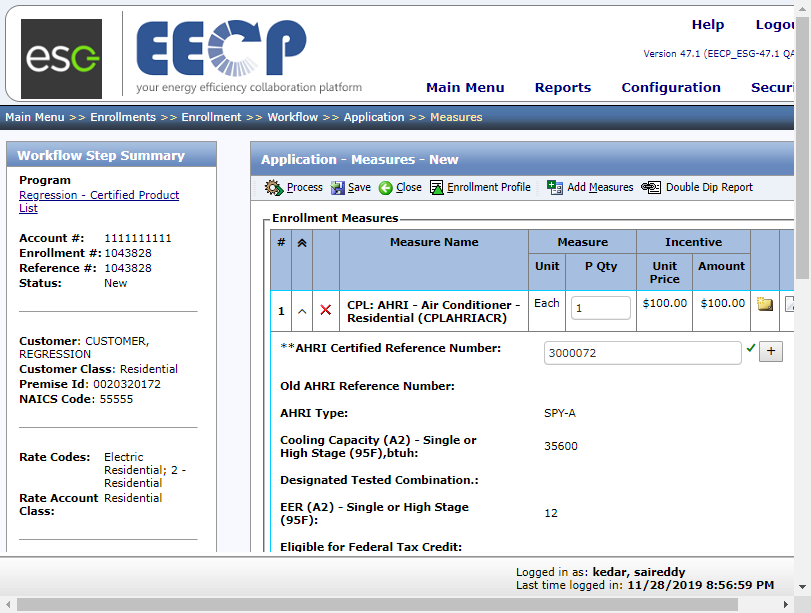 esg
EECP
your energy efficiency collaboration platform
Help Logou
Version 47.1 (EECP_ESG-47.1 QA
Main Menu Reports Configuration Securi
Main Menu >> Enrollments >> Enrollment >> Workflow >> Application >> Measures
Workflow Step Summary
Program
Regression - Certified Product
List
Account #: 1111111111
Enrollment #: 1043828
Reference #: 1043828
Status: New
Customer: CUSTOMER,
REGRESSION
Customer Class: Residential
Premise Id: 0020320172
NAICS Code: 55555
Rate Codes: Electric
Residential; 2 -
Residential
Rate Account Residential
Class:
Application - Measures - New
Process Save Close Enrollment Profile Add Measures Double Dip Report
Enrollment Measures
# Measure Name Measure Incentive
Unit P Qty Unit Amount
Price
1 CPL: AHRI - Air Conditioner - Each 1 $100.00 $100.00
Residential (CPLAHRIACR)
**AHRI Certified Reference Number: 3000072 +
Old AHRI Reference Number:
AHRI Type: SPY-A
Cooling Capacity (A2) - Single or
High Stage (95F),btuh: 35600
Designated Tested Combination.:
EER (A2) - Single or High Stage
(95F): 12
Eligible for Federal Tax Credit:
Logged in as: kedar, saireddy
Last time logged in: 11/28/2019 8:56:59 PM